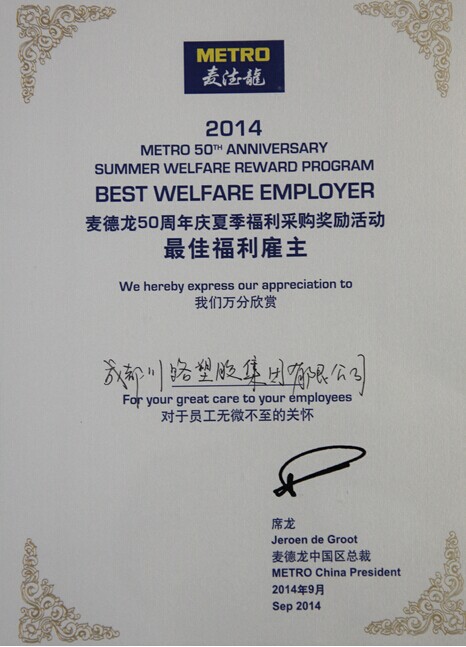 METRO
麦德龍
2014
METRO 50TH ANNIVERSARY
SUMMER WELFARE REWARD PROGRAM
BEST WELFARE EMPLOYER
麦德龙50周年庆夏季福利采购奖励活动
最佳福利雇主
We hereby express our appreciation to
我们万分欣赏
成都川路塑胶集团有限公司
For your great care to your employees
对于员工无微不至的关怀
席龙
Jeroen de Groot
麦德龙中国区总裁
METRO China President
2014年9月
Sep 2014